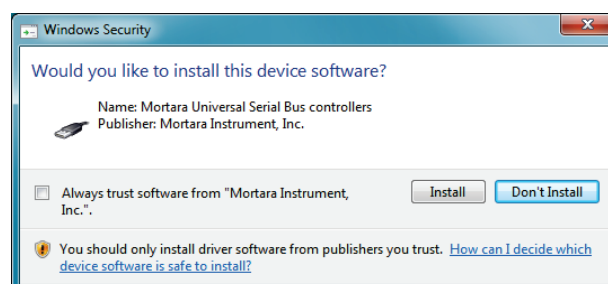 Windows Security
Would you like to install this device software?
Name: Mortara Universal Serial Bus controllers
Publisher: Mortara Instrument, Inc.
Always trust software from "Mortara Instrument,
Inc.".
Install
Don't Install
You should only install driver software from publishers you trust. How can I decide which
device software is safe to install?